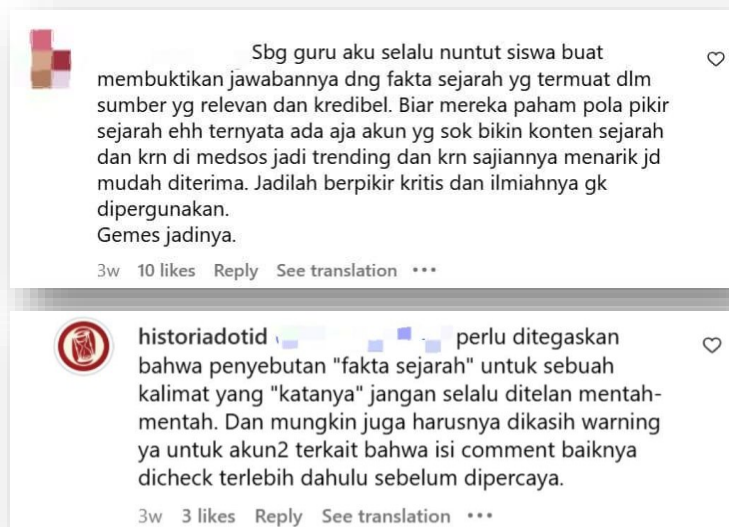 Sbg guru aku selalu nuntut siswa buat
membuktikan jawabannya dng fakta sejarah yg termuat dlm
sumber yg relevan dan kredibel. Biar mereka paham pola pikir
sejarah ehh ternyata ada aja akun yg sok bikin konten sejarah
dan krn di medsos jadi trending dan krn sajiannya menarik jd
mudah diterima. Jadilah berpikir kritis dan ilmiahnya gk
dipergunakan.
Gemes jadinya.
3w 10 likes Reply See translation •••
historiadotid perlu ditegaskan
bahwa penyebutan "fakta sejarah" untuk sebuah
kalimat yang "katanya" jangan selalu ditelan mentah-
mentah. Dan mungkin juga harusnya dikasih warning
ya untuk akun2 terkait bahwa isi comment baiknya
dicheck terlebih dahulu sebelum dipercaya.
3w 3 likes Reply See translation •••